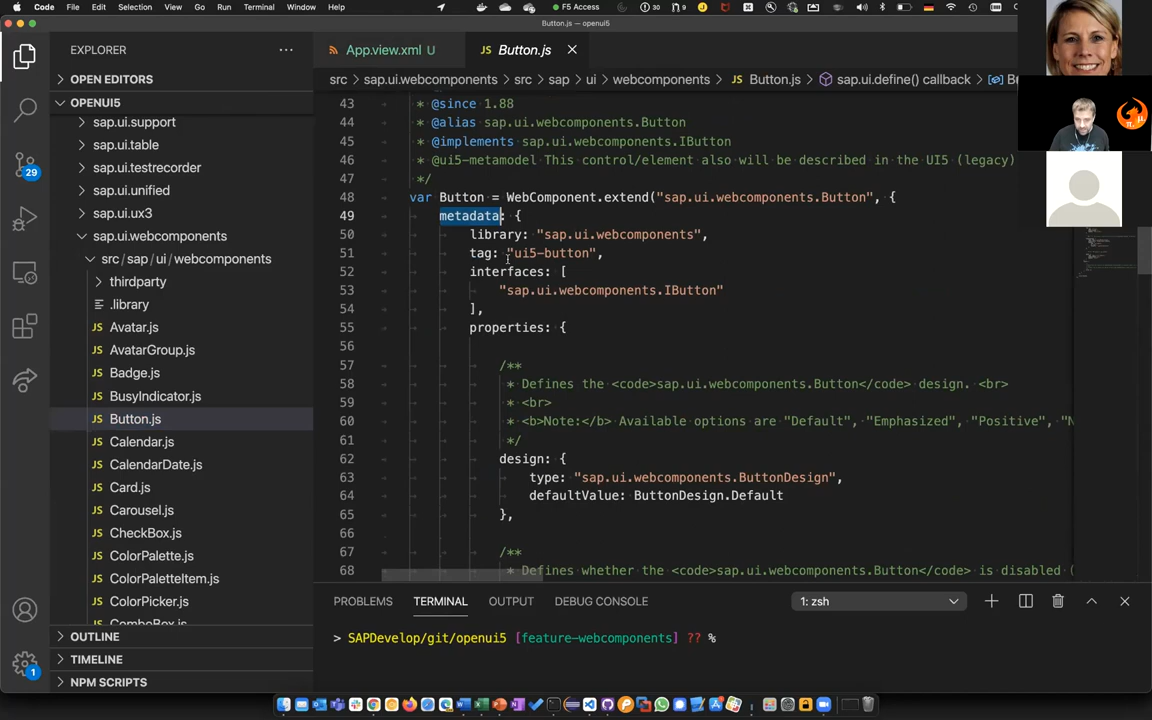 Code File Edit Selection View Go Run Terminal Window Help
F5 Access
30
9
Button.js — openui5
EXPLORER
App.view.xml U
JS Button.js
src > sap.ui.webcomponents > src > sap > ui > webcomponents > JS Button.js > sap.ui.define() callback >
OPEN EDITORS
OPENUI5
sap.ui.support
sap.ui.table
sap.ui.testrecorder
sap.ui.unified
sap.ui.ux3
sap.ui.webcomponents
src/sap/ui/webcomponents
thirdparty
.library
JS Avatar.js
JS AvatarGroup.js
JS Badge.js
JS BusyIndicator.js
JS Button.js
JS Calendar.js
JS CalendarDate.js
JS Card.js
JS Carousel.js
JS CheckBox.js
JS ColorPalette.js
JS ColorPaletteItem.js
JS ColorPicker.js
JS ComboBox.js
OUTLINE
TIMELINE
NPM SCRIPTS
29
1
43 * @since 1.88
44 * @alias sap.ui.webcomponents.Button
45 * @implements sap.ui.webcomponents.IButton
46 * @ui5-metamodel This control/element also will be described in the UI5 (legacy)
47 */
48 var Button = WebComponent.extend("sap.ui.webcomponents.Button", {
49 metadata: {
50 library: "sap.ui.webcomponents",
51 tag: "ui5-button",
52 interfaces: [
53 "sap.ui.webcomponents.IButton"
54 ],
55 properties: {
56
57 /**
58 * Defines the <code>sap.ui.webcomponents.Button</code> design. <br>
59 * <br>
60 * <b>Note:</b> Available options are "Default", "Emphasized", "Positive", "N
61 */
62 design: {
63 type: "sap.ui.webcomponents.ButtonDesign",
64 defaultValue: ButtonDesign.Default
65 },
66
67 /**
68 * Defines whether the <code>sap.ui.webcomponents.Button</code> is disabled (
PROBLEMS TERMINAL OUTPUT DEBUG CONSOLE
1: zsh
> SAPDevelop/git/openui5 [feature-webcomponents] ?? %